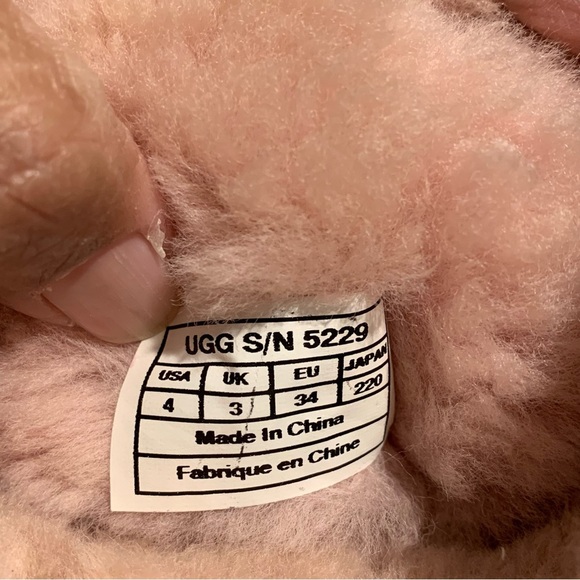 UGG S/N 5229
USA UK EU JAPAN
4 3 34 220
Made In China
Fabrique en Chine